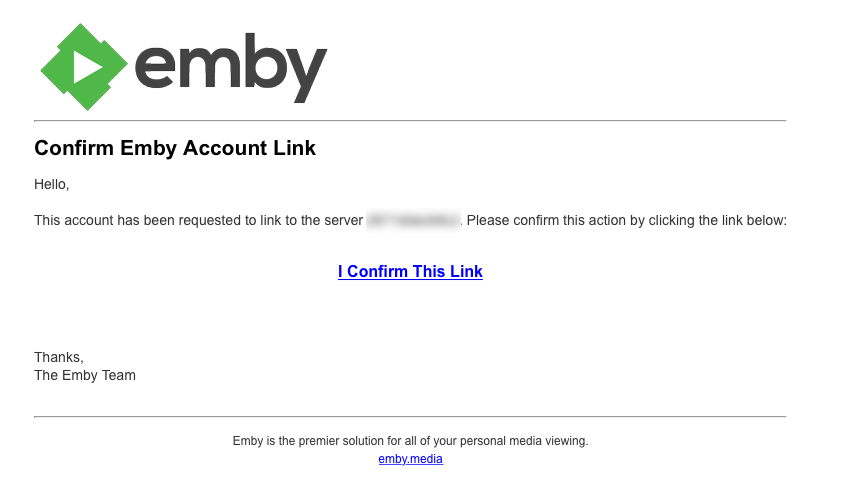 emby
Confirm Emby Account Link
Hello,
This account has been requested to link to the server . Please confirm this action by clicking the link below:
I Confirm This Link
Thanks,
The Emby Team
Emby is the premier solution for all of your personal media viewing.
emby.media